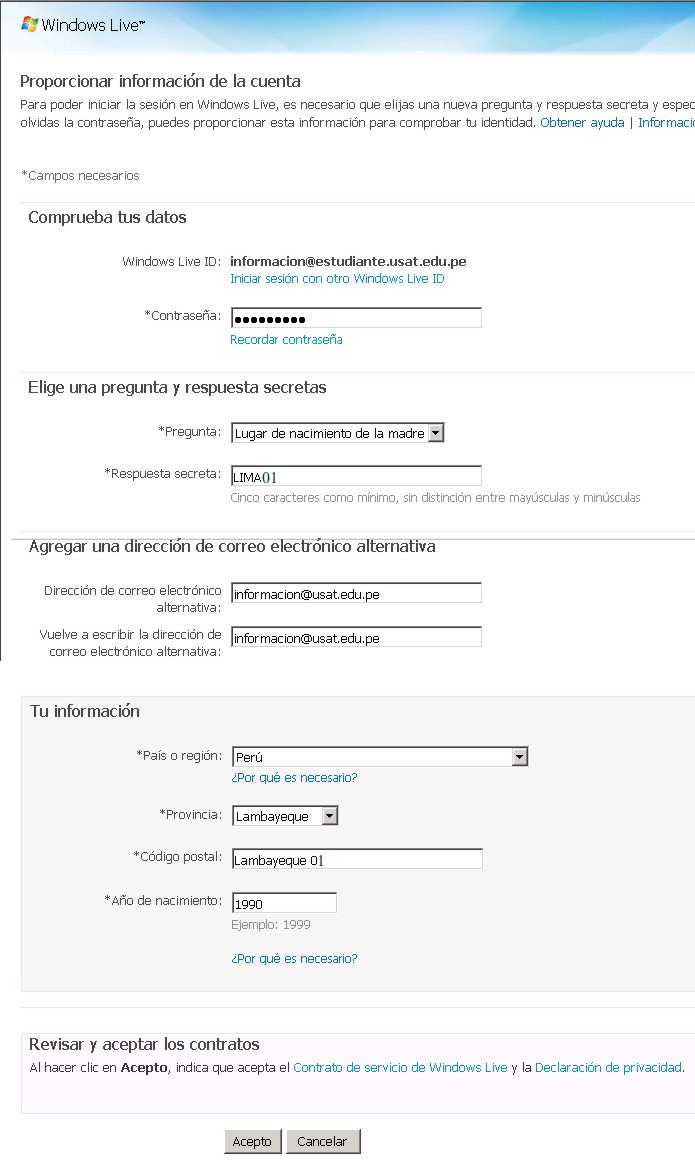 Windows Live™
Proporcionar información de la cuenta
Para poder iniciar la sesión en Windows Live, es necesario que elijas una nueva pregunta y respuesta secreta y espec
olvidas la contraseña, puedes proporcionar esta información para comprobar tu identidad. Obtener ayuda | Informació
*Campos necesarios
Comprueba tus datos
Windows Live ID: informacion@estudiante.usat.edu.pe
Iniciar sesión con otro Windows Live ID
*Contraseña: ●●●●●●●●●
Recordar contraseña
Elige una pregunta y respuesta secretas
*Pregunta: Lugar de nacimiento de la madre
*Respuesta secreta: LIMA01
Cinco caracteres como mínimo, sin distinción entre mayúsculas y minúsculas
Agregar una dirección de correo electrónico alternativa
Dirección de correo electrónico
alternativa: informacion@usat.edu.pe
Vuelve a escribir la dirección de
correo electrónico alternativa: informacion@usat.edu.pe
Tu información
*País o región: Perú
¿Por qué es necesario?
*Provincia: Lambayeque
*Código postal: Lambayeque 01
*Año de nacimiento: 1990
Ejemplo: 1999
¿Por qué es necesario?
Revisar y aceptar los contratos
Al hacer clic en Acepto, indica que acepta el Contrato de servicio de Windows Live y la Declaración de privacidad.
Acepto Cancelar